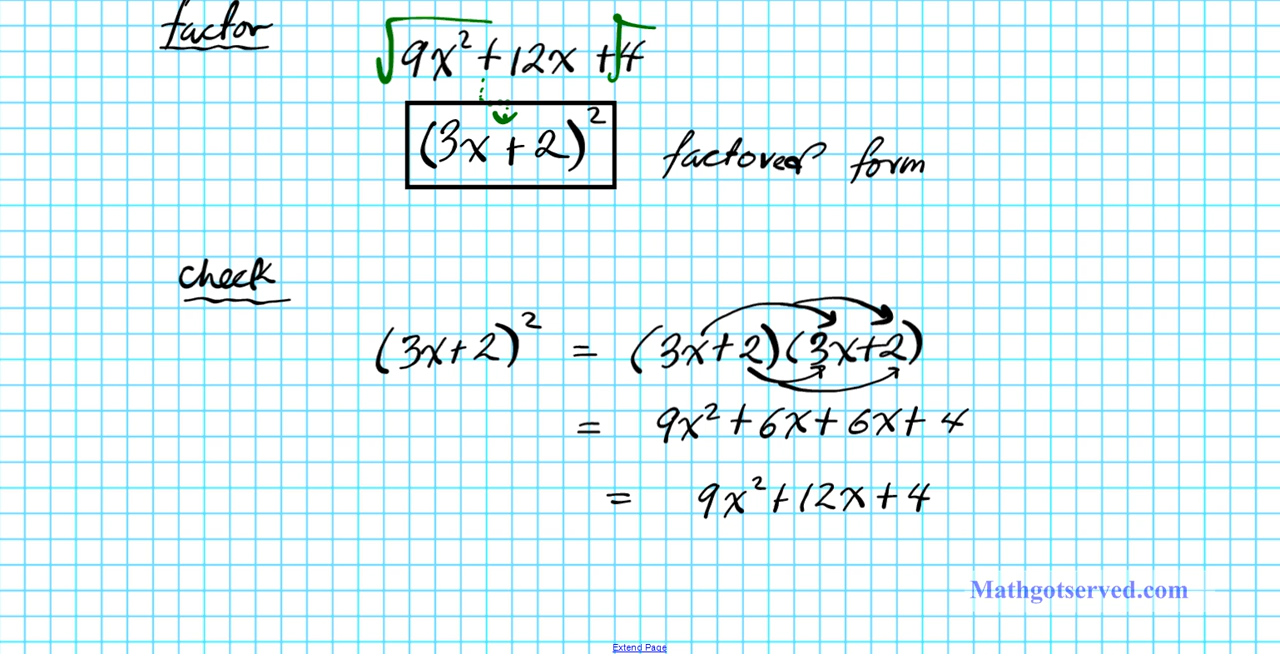 factor
√9x² + 12x + √4
(3x + 2)² factored form
check
(3x + 2)² = (3x + 2)(3x + 2)
= 9x² + 6x + 6x + 4
= 9x² + 12x + 4
Mathgotserved.com
Extend Page